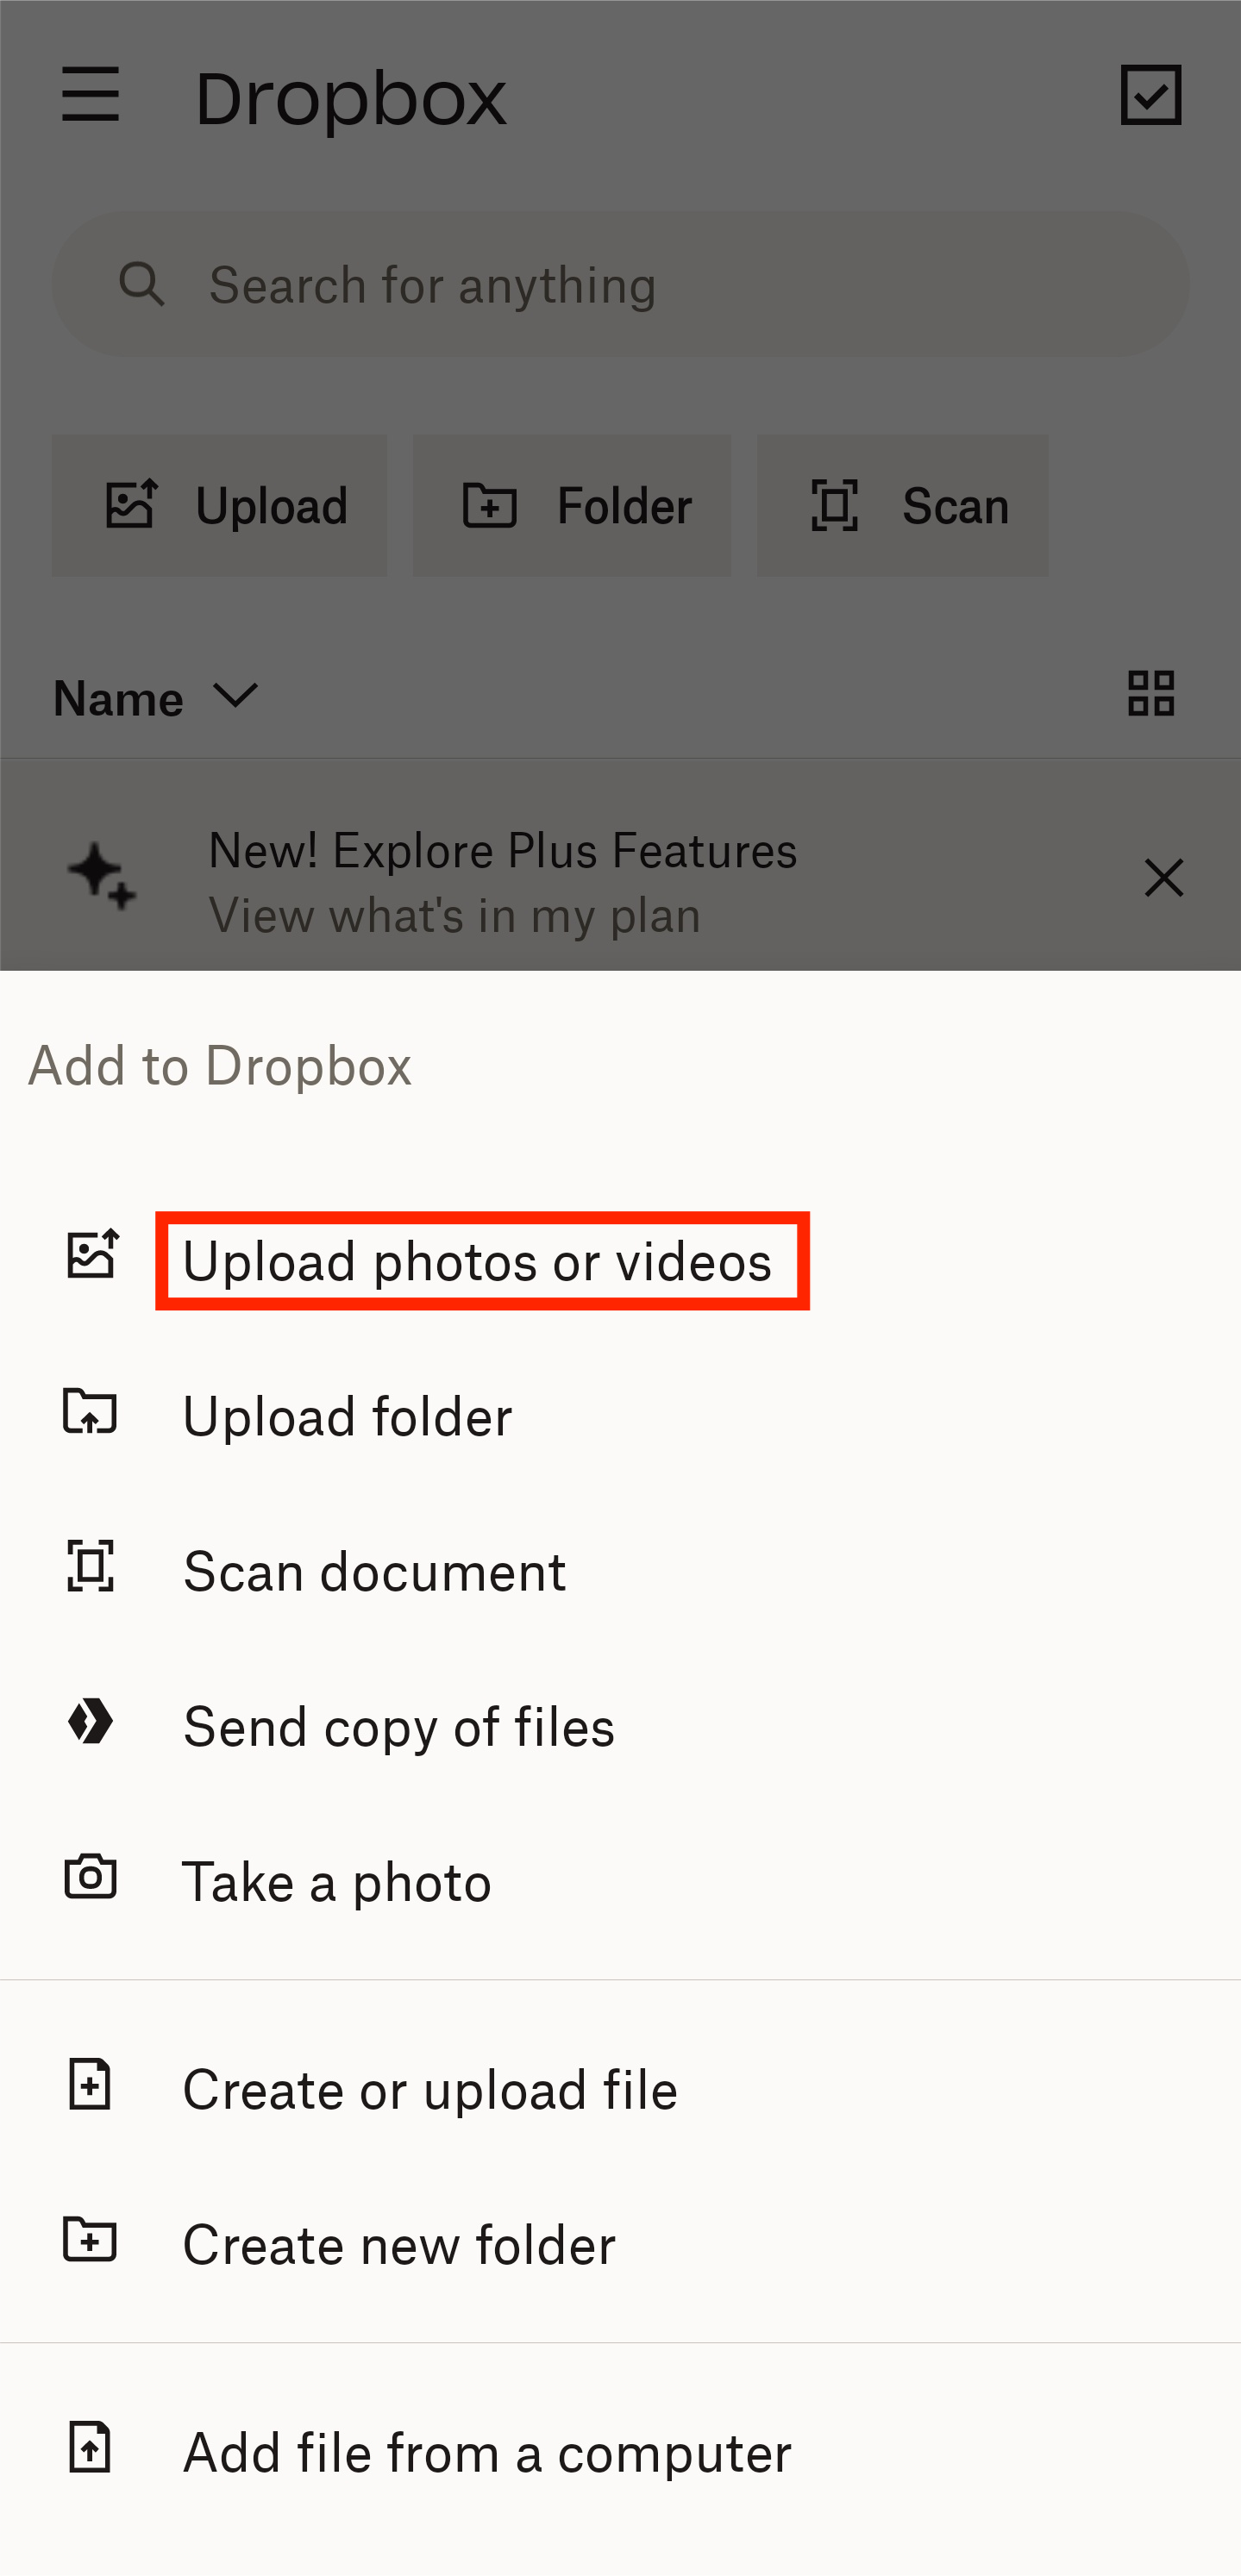 Dropbox
Search for anything
Upload
Folder
Scan
Name
New! Explore Plus Features
View what's in my plan
Add to Dropbox
Upload photos or videos
Upload folder
Scan document
Send copy of files
Take a photo
Create or upload file
Create new folder
Add file from a computer